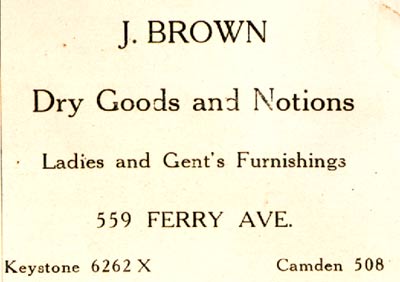 J. BROWN
Dry Goods and Notions
Ladies and Gent's Furnishings
559 FERRY AVE.
Keystone 6262 X Camden 508